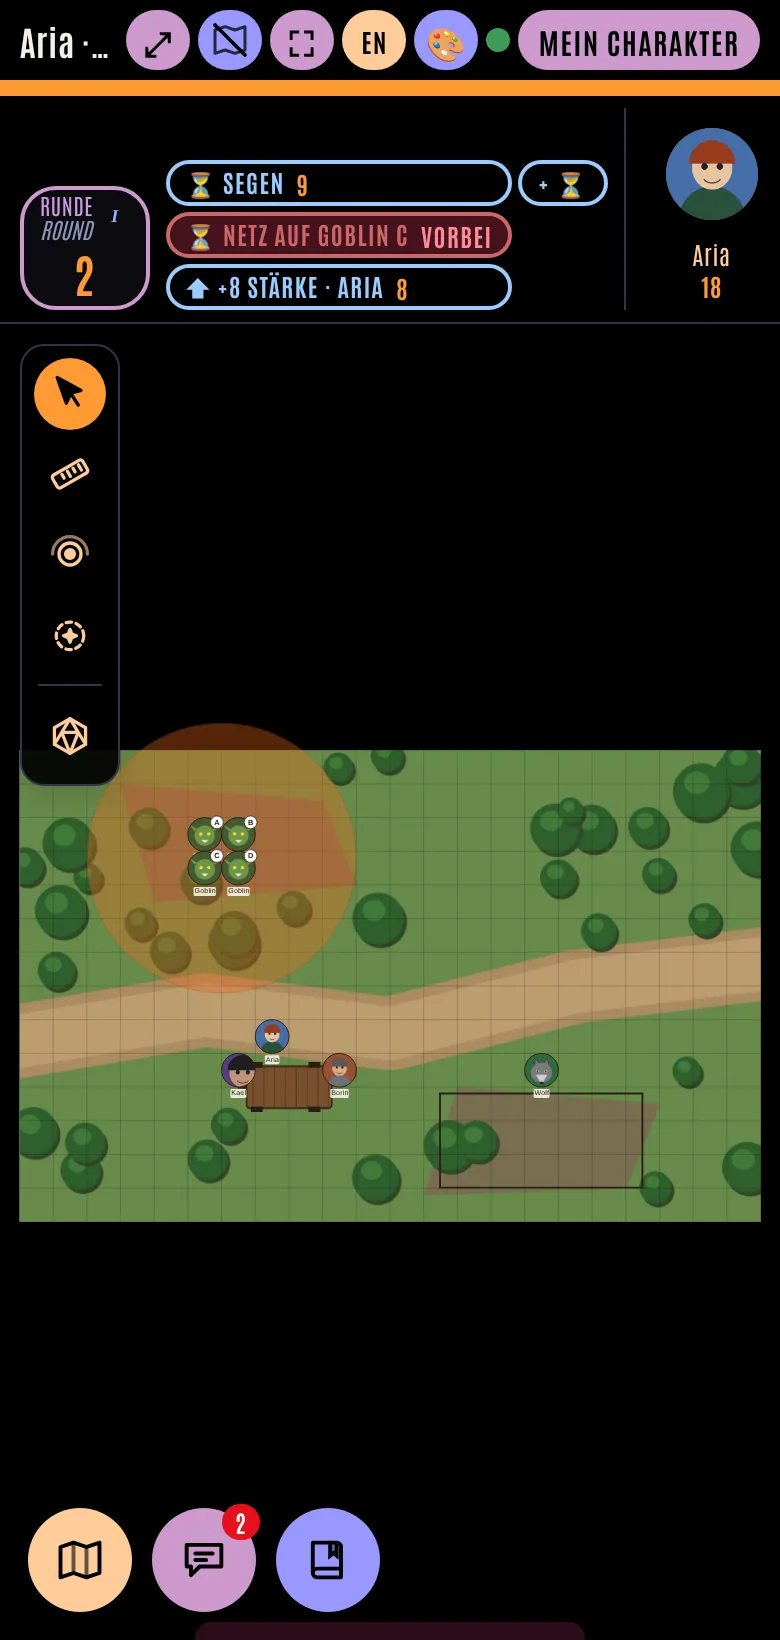 Aria ·…
EN
MEIN CHARAKTER
RUNDE I
ROUND
2
⏳ SEGEN 9
+ ⏳
⏳ NETZ AUF GOBLIN C VORBEI
+8 STÄRKE · ARIA 8
Aria
18
A
B
C
D
Goblin
Goblin
Aria
Kael
Borin
Wolf
2